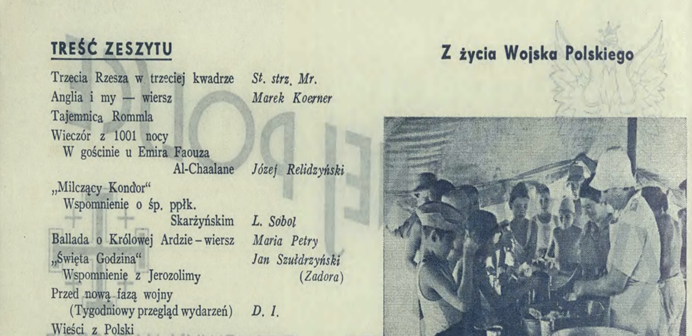 TREŚĆ ZESZYTU
Trzecia Rzesza w trzeciej kwadrze St. strz. Mr.
Anglia i my — wiersz Marek Koerner
Tajemnica Rommla
Wieczór z 1001 nocy
W gościnie u Emira Faouza
Al-Chaalane Józej Relidzyński
„Milczący Kondor“
Wspomnienie o śp. ppłk.
Skarżyńskim L. Sobol
Ballada o Królowej Ardzie – wiersz Maria Petry
„Święta Godzina“ Jan Szułdrzyński
Wspomnienie z Jerozolimy (Zadora)
Przed nową fazą wojny
(Tygodniowy przegląd wydarzeń) D. I.
Wieści z Polski
Z życia Wojska Polskiego